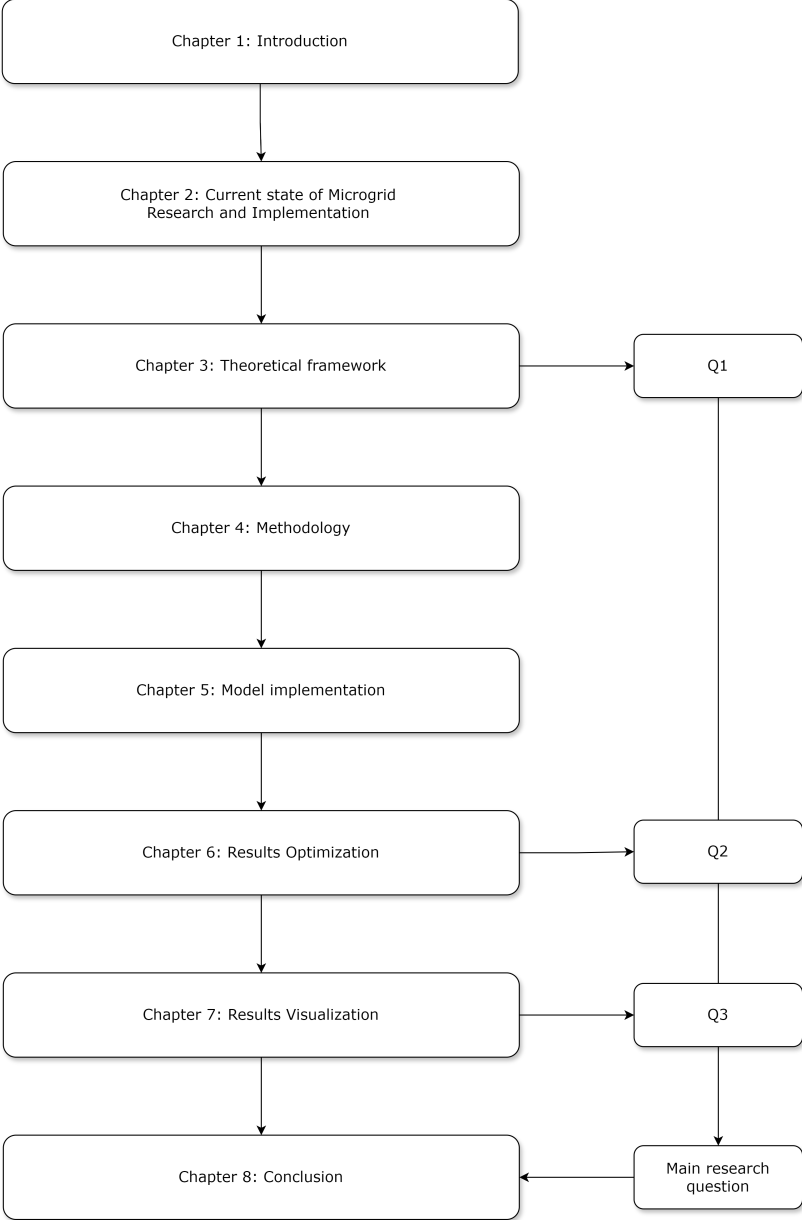 Chapter 1: Introduction
Chapter 2: Current state of Microgrid
Research and Implementation
Chapter 3: Theoretical framework
Q1
Chapter 4: Methodology
Chapter 5: Model implementation
Chapter 6: Results Optimization
Q2
Chapter 7: Results Visualization
Q3
Chapter 8: Conclusion
Main research
question